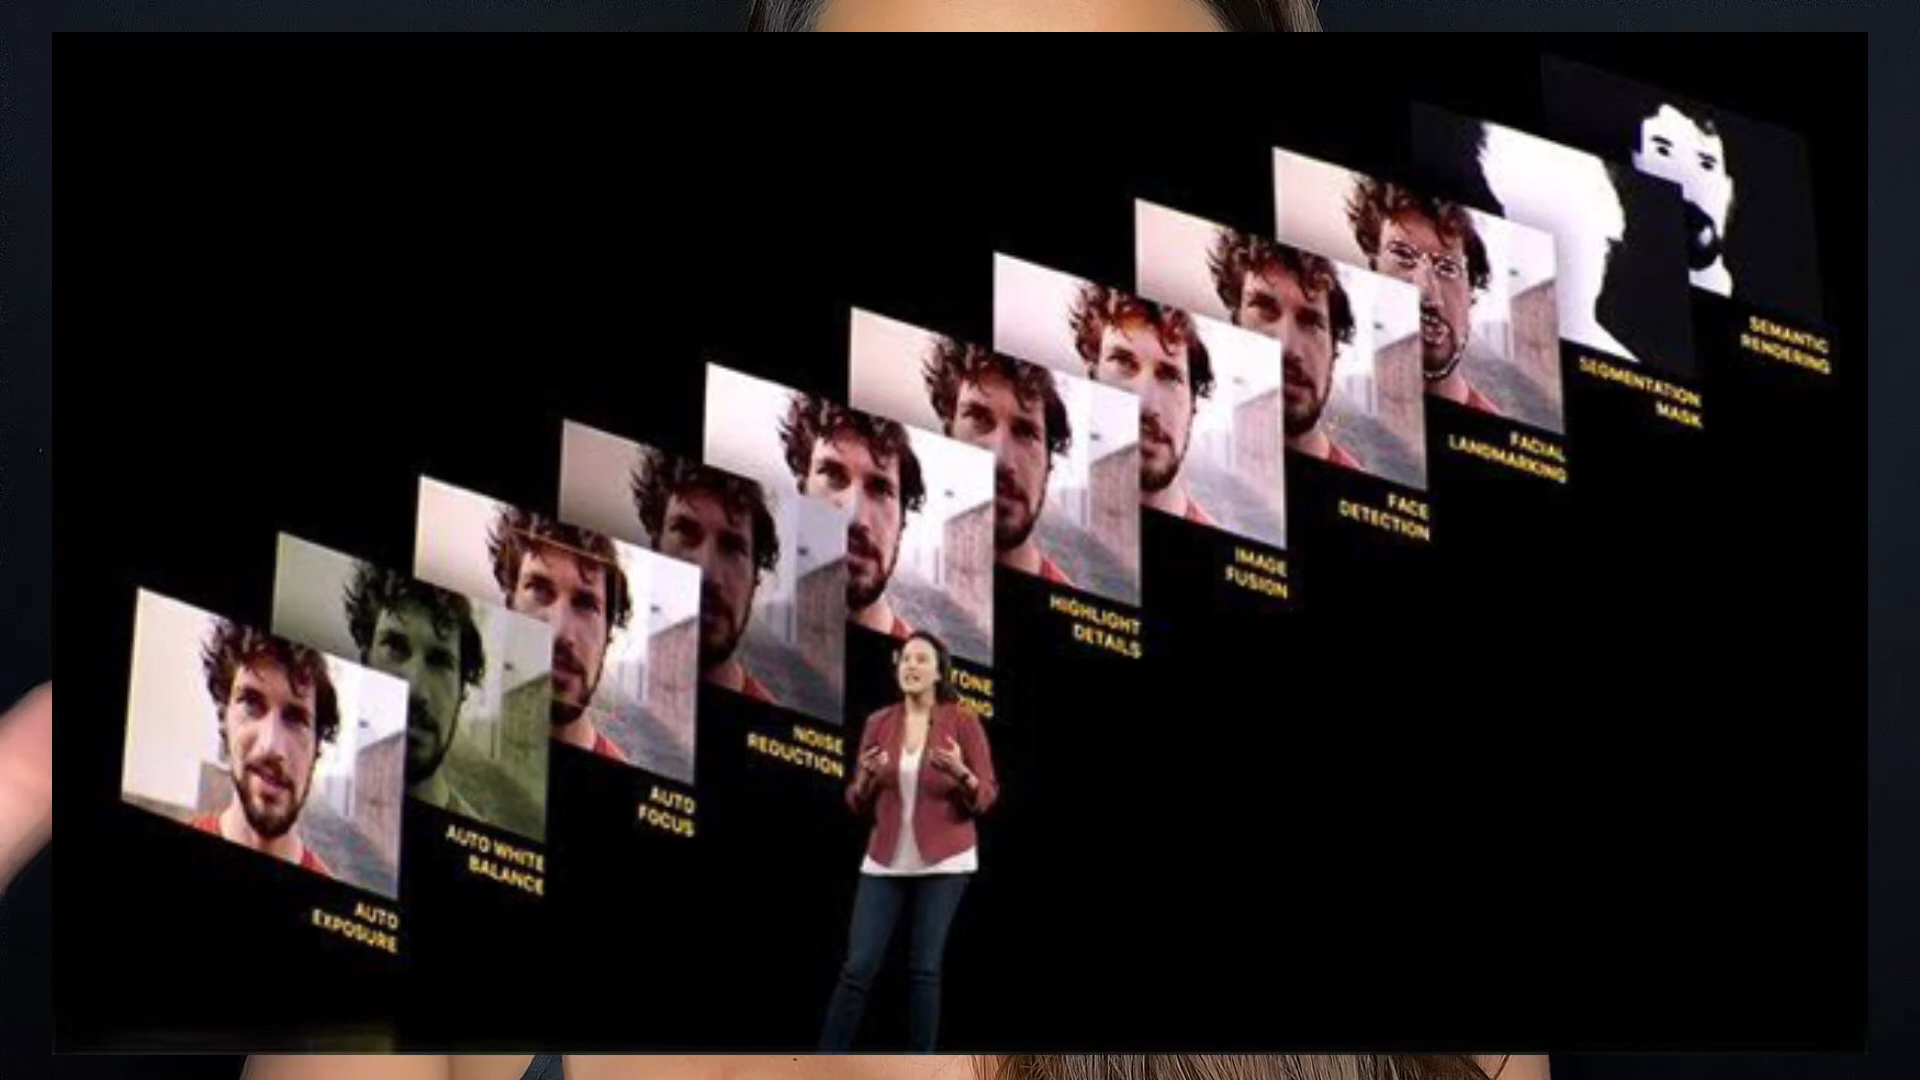 AUTO
EXPOSURE
AUTO WHITE
BALANCE
AUTO
FOCUS
NOISE
REDUCTION
TONE
HIGHLIGHT
DETAILS
IMAGE
FUSION
FACE
DETECTION
FACIAL
LANDMARKING
SEGMENTATION
MASK
SEMANTIC
RENDERING